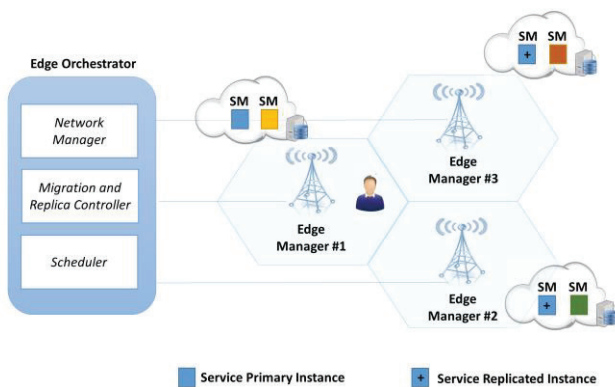 SM SM
+
Edge Orchestrator
SM SM
Network
Manager
Edge
Manager #3
Migration and
Replica Controller
Edge
Manager #1
Scheduler
SM SM
+
Edge
Manager #2
Service Primary Instance
+ Service Replicated Instance